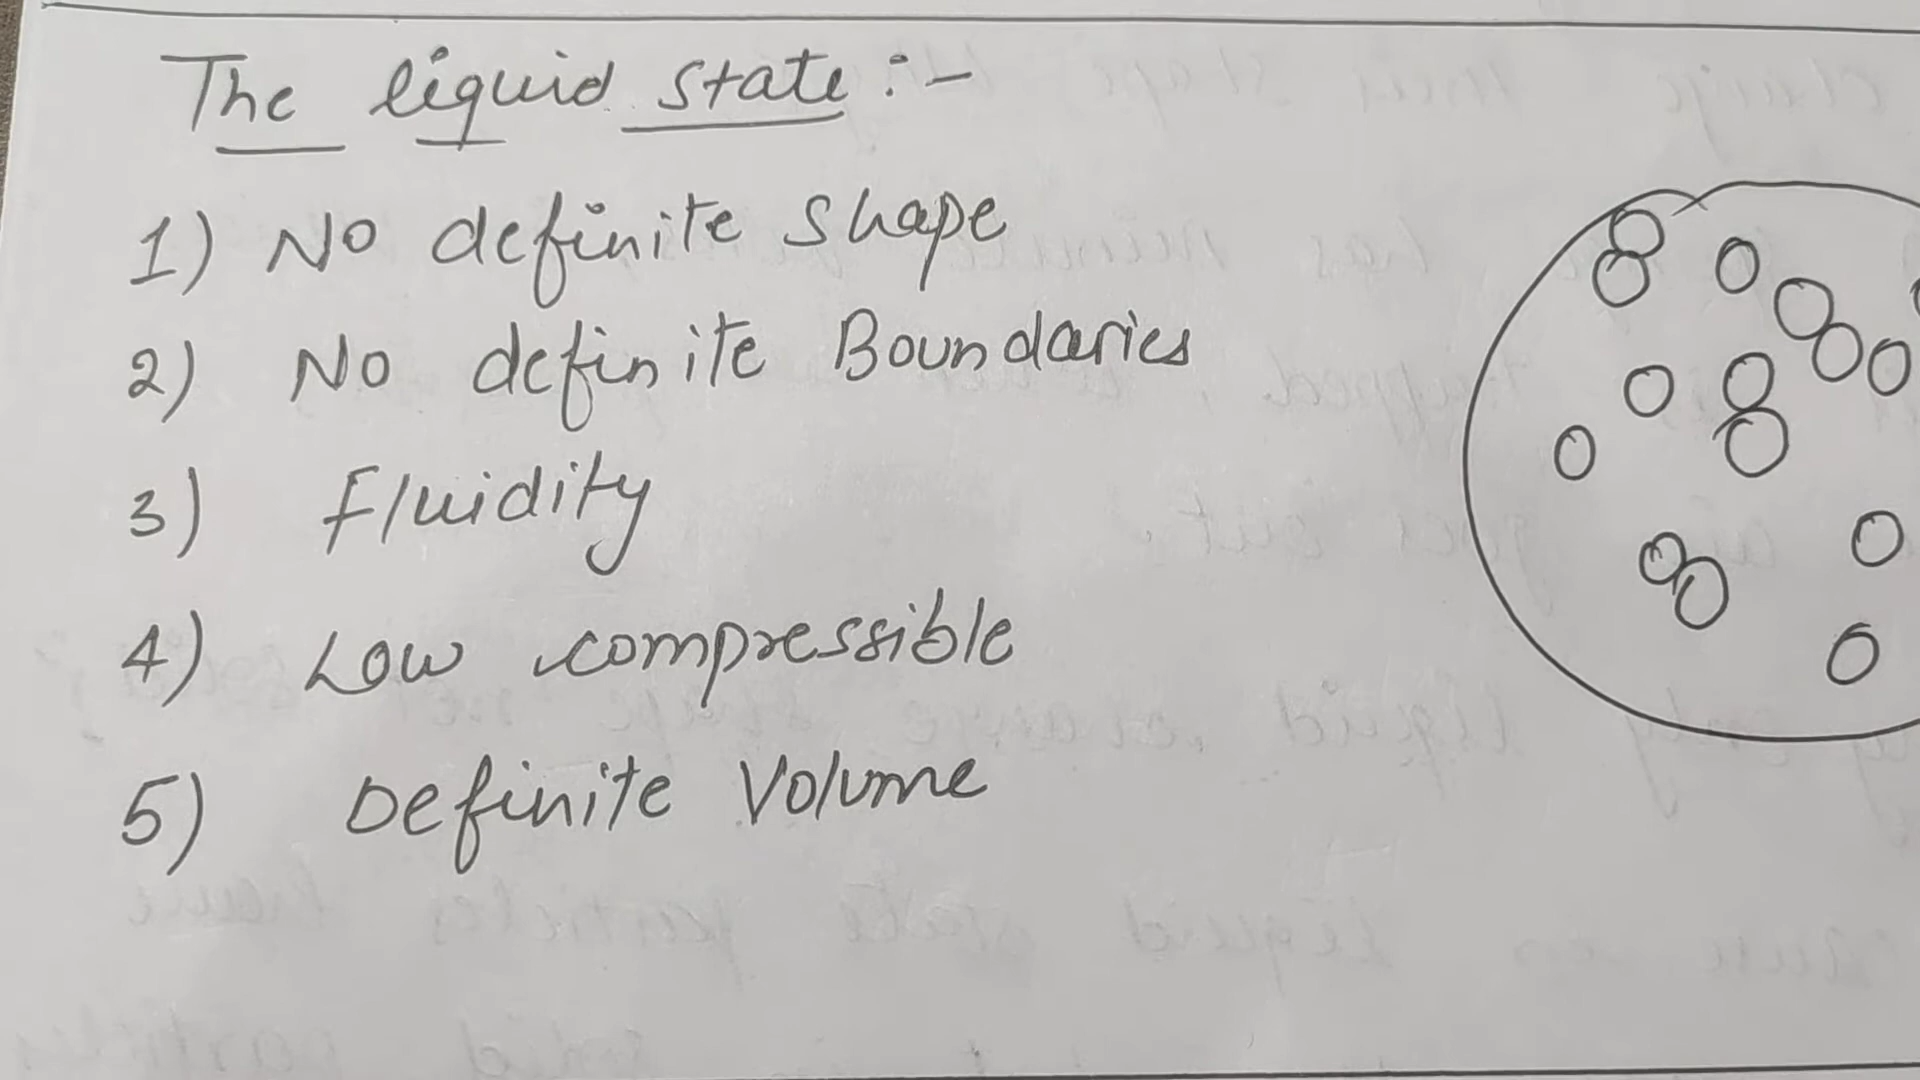 The liquid state :-
1) No definite shape
2) No definite Boundaries
3) Fluidity
4) Low compressible
5) Definite Volume